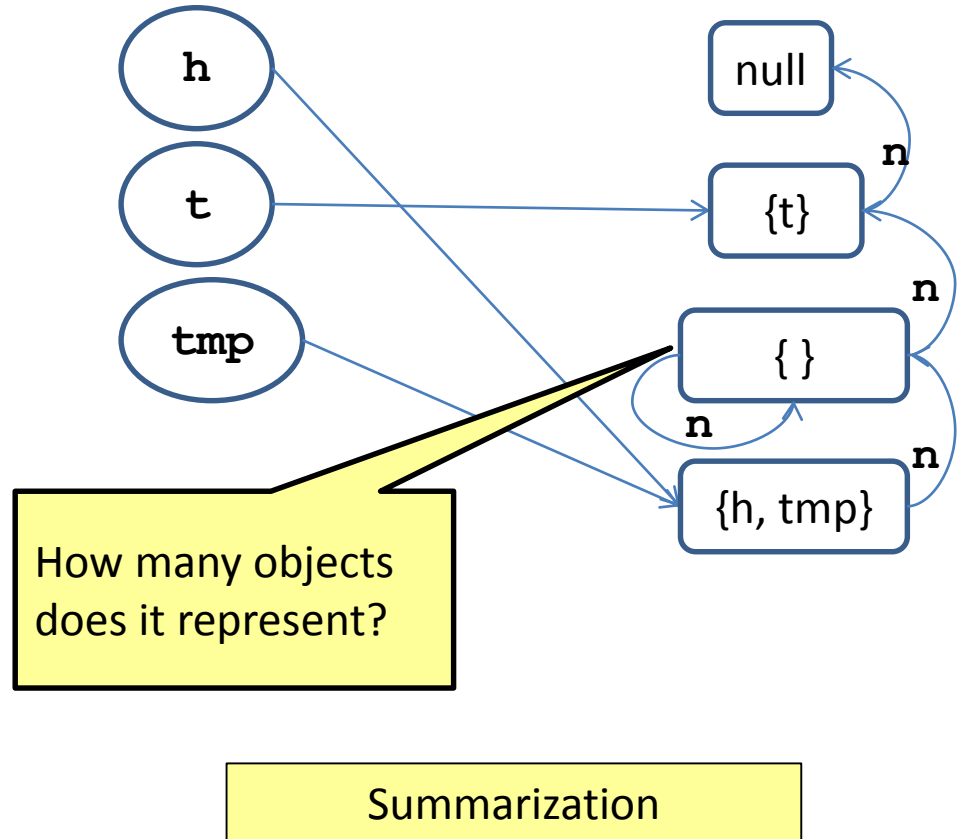 h
null
n
t
{t}
n
tmp
{ }
n
n
{h, tmp}
How many objects
does it represent?
Summarization